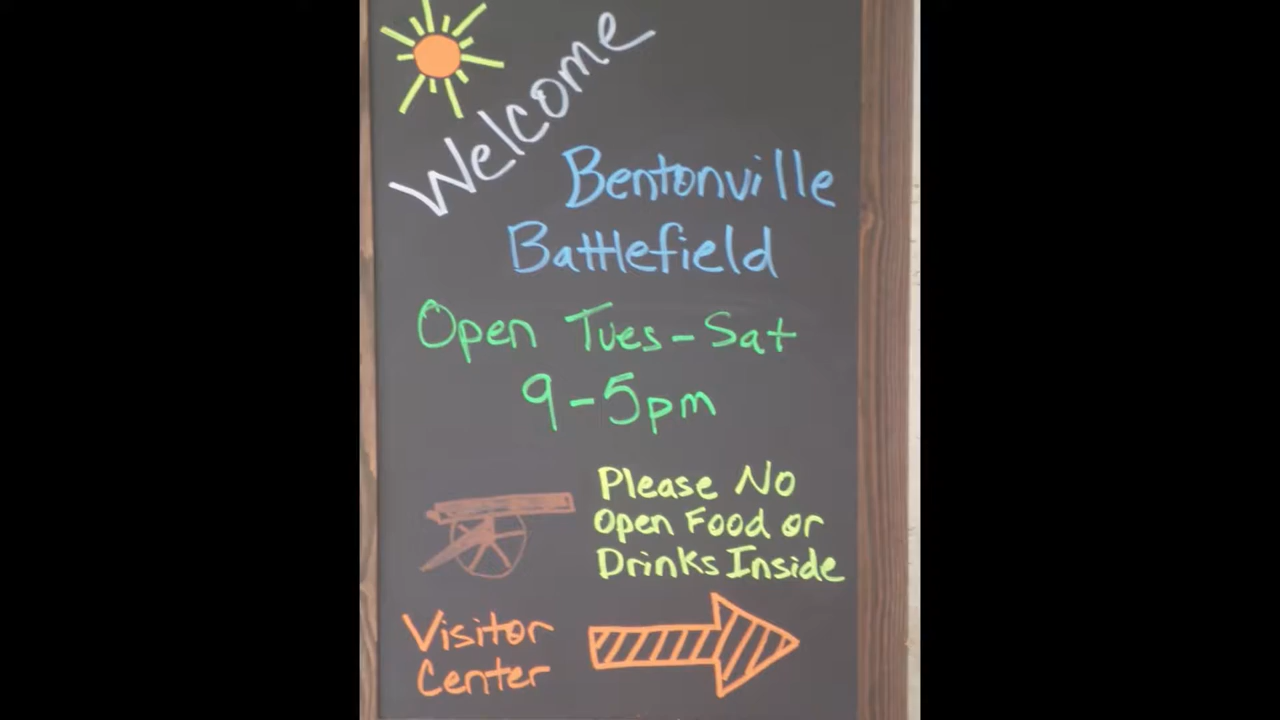 Welcome
Bentonville
Battlefield
Open Tues-Sat
9-5pm
Please No
Open Food or
Drinks Inside
Visitor
Center